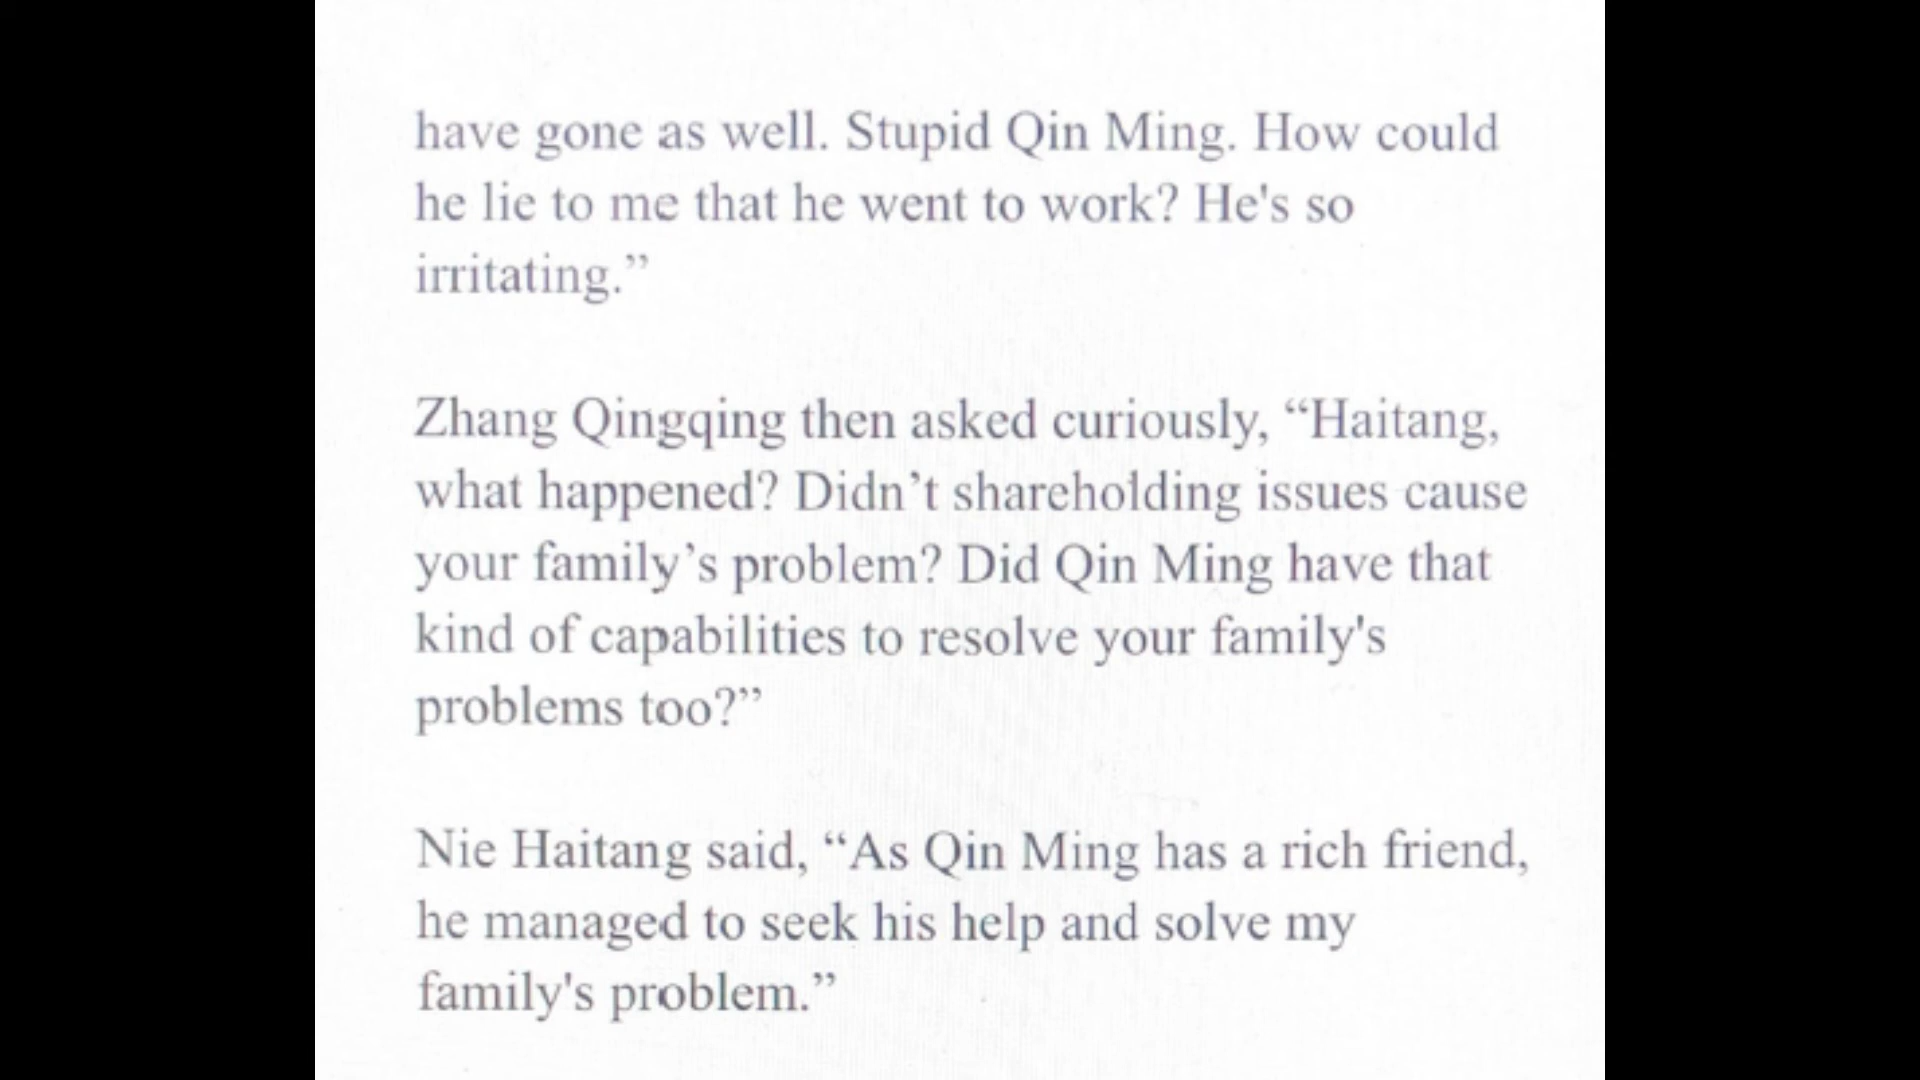 have gone as well. Stupid Qin Ming. How could
he lie to me that he went to work? He's so
irritating.”
Zhang Qingqing then asked curiously, “Haitang,
what happened? Didn’t shareholding issues cause
your family’s problem? Did Qin Ming have that
kind of capabilities to resolve your family's
problems too?”
Nie Haitang said, “As Qin Ming has a rich friend,
he managed to seek his help and solve my
family's problem.”